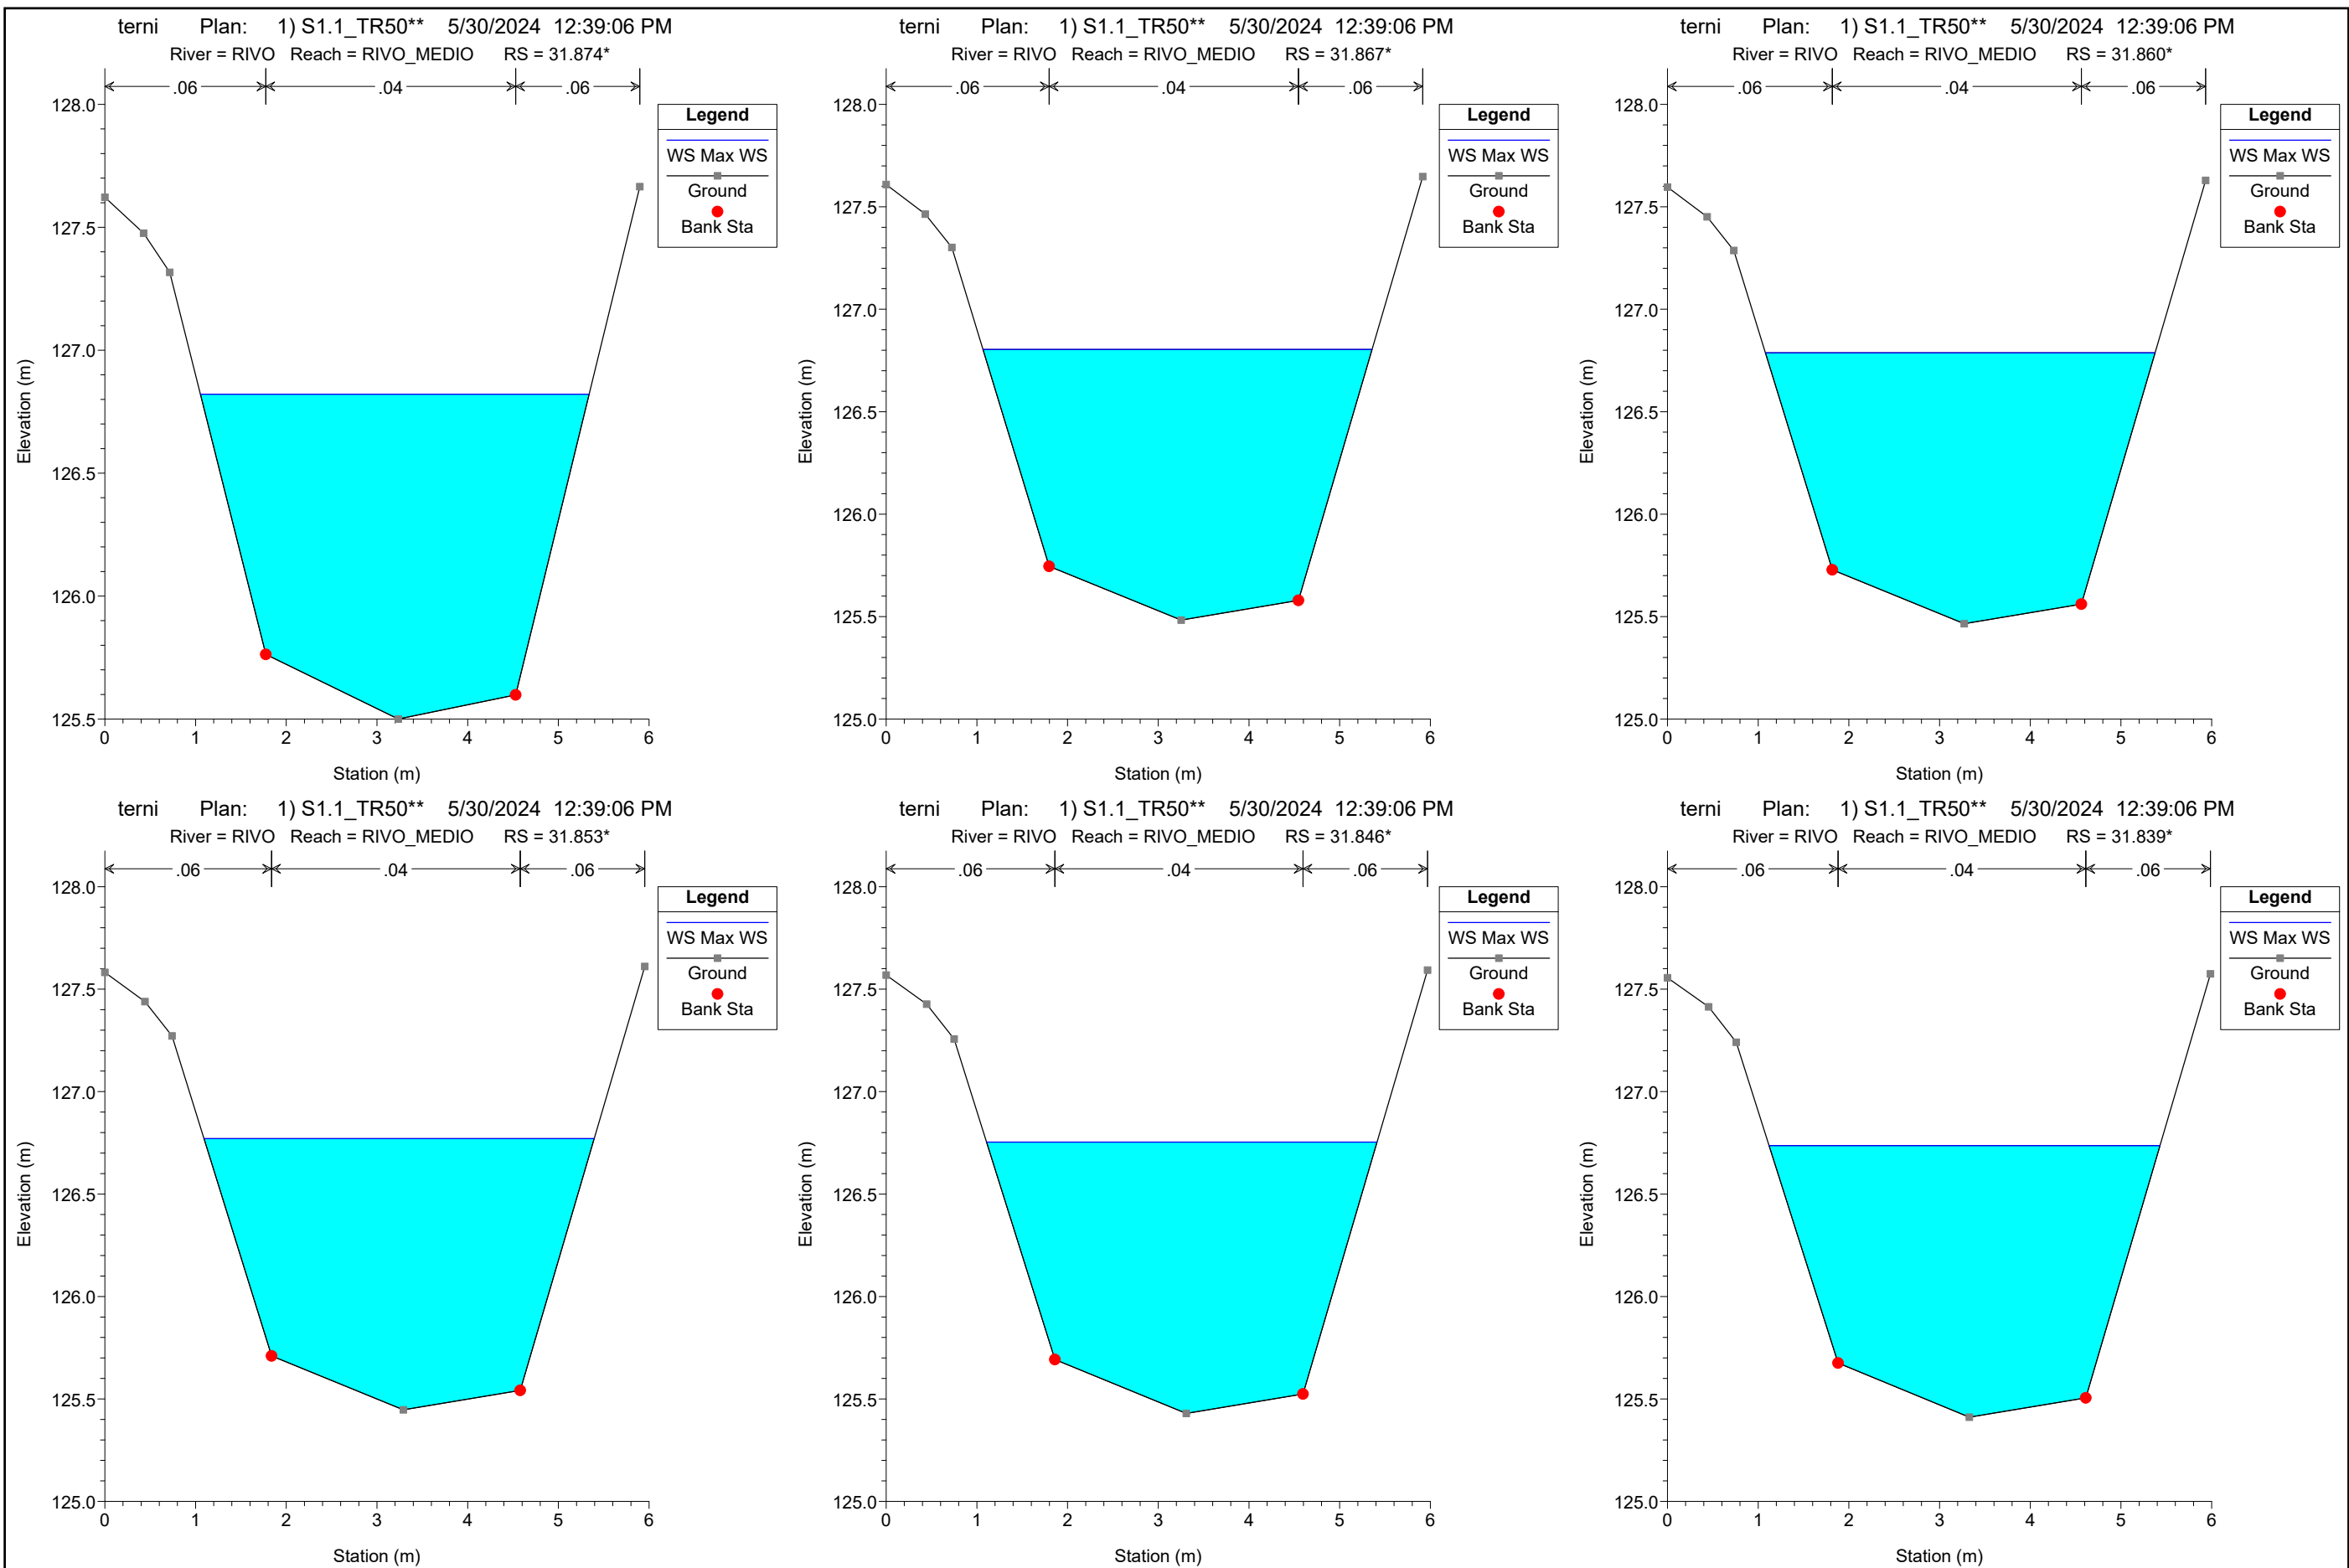 terni Plan: 1) S1.1_TR50** 5/30/2024 12:39:06 PM
River = RIVO Reach = RIVO_MEDIO RS = 31.874*
.06 .04 .06
128.0
127.5
127.0
126.5
126.0
125.5
Elevation (m)
0 1 2 3 4 5 6
Station (m)
Legend
WS Max WS
Ground
Bank Sta
terni Plan: 1) S1.1_TR50** 5/30/2024 12:39:06 PM
River = RIVO Reach = RIVO_MEDIO RS = 31.867*
.06 .04 .06
128.0
127.5
127.0
126.5
126.0
125.5
125.0
Elevation (m)
0 1 2 3 4 5 6
Station (m)
Legend
WS Max WS
Ground
Bank Sta
terni Plan: 1) S1.1_TR50** 5/30/2024 12:39:06 PM
River = RIVO Reach = RIVO_MEDIO RS = 31.860*
.06 .04 .06
128.0
127.5
127.0
126.5
126.0
125.5
125.0
Elevation (m)
0 1 2 3 4 5 6
Station (m)
Legend
WS Max WS
Ground
Bank Sta
terni Plan: 1) S1.1_TR50** 5/30/2024 12:39:06 PM
River = RIVO Reach = RIVO_MEDIO RS = 31.853*
.06 .04 .06
128.0
127.5
127.0
126.5
126.0
125.5
125.0
Elevation (m)
0 1 2 3 4 5 6
Station (m)
Legend
WS Max WS
Ground
Bank Sta
terni Plan: 1) S1.1_TR50** 5/30/2024 12:39:06 PM
River = RIVO Reach = RIVO_MEDIO RS = 31.846*
.06 .04 .06
128.0
127.5
127.0
126.5
126.0
125.5
125.0
Elevation (m)
0 1 2 3 4 5 6
Station (m)
Legend
WS Max WS
Ground
Bank Sta
terni Plan: 1) S1.1_TR50** 5/30/2024 12:39:06 PM
River = RIVO Reach = RIVO_MEDIO RS = 31.839*
.06 .04 .06
128.0
127.5
127.0
126.5
126.0
125.5
125.0
Elevation (m)
0 1 2 3 4 5 6
Station (m)
Legend
WS Max WS
Ground
Bank Sta